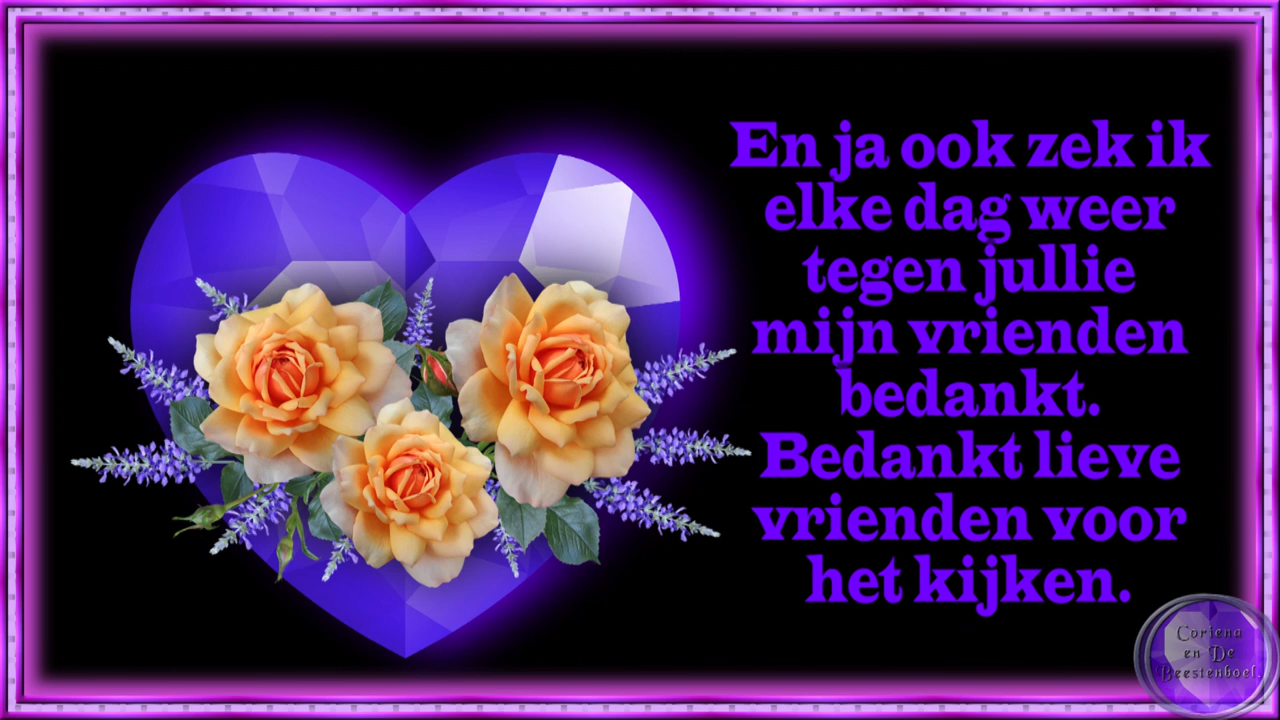 En ja ook zek ik
elke dag weer
tegen jullie
mijn vrienden
bedankt.
Bedankt lieve
vrienden voor
het kijken.
Coriena
en De
Beestenboel.